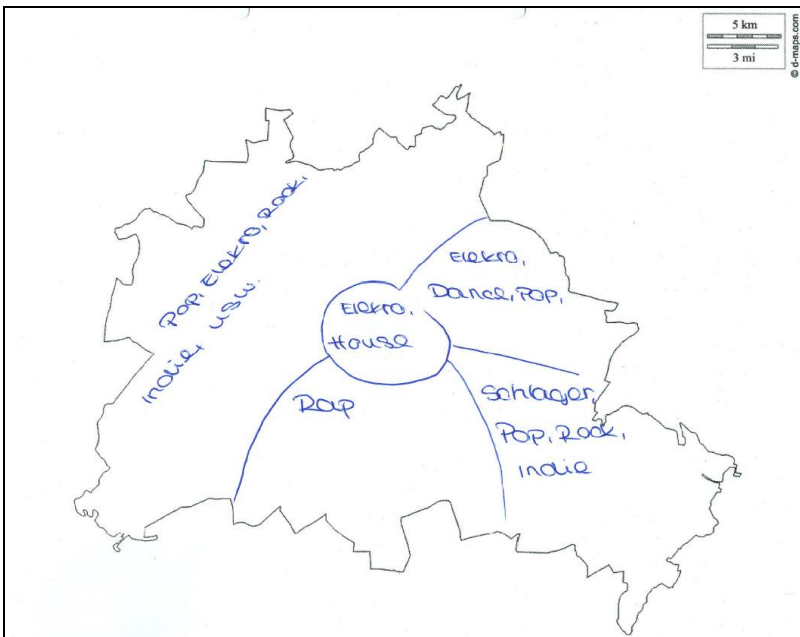 5 km
3 mi
© d-maps.com
Pop, Elektro, Rock,
Indie, usw.
Elektro,
Dance, Pop,
Elektro,
House
Rap
Schlager,
Pop, Rock,
Indie